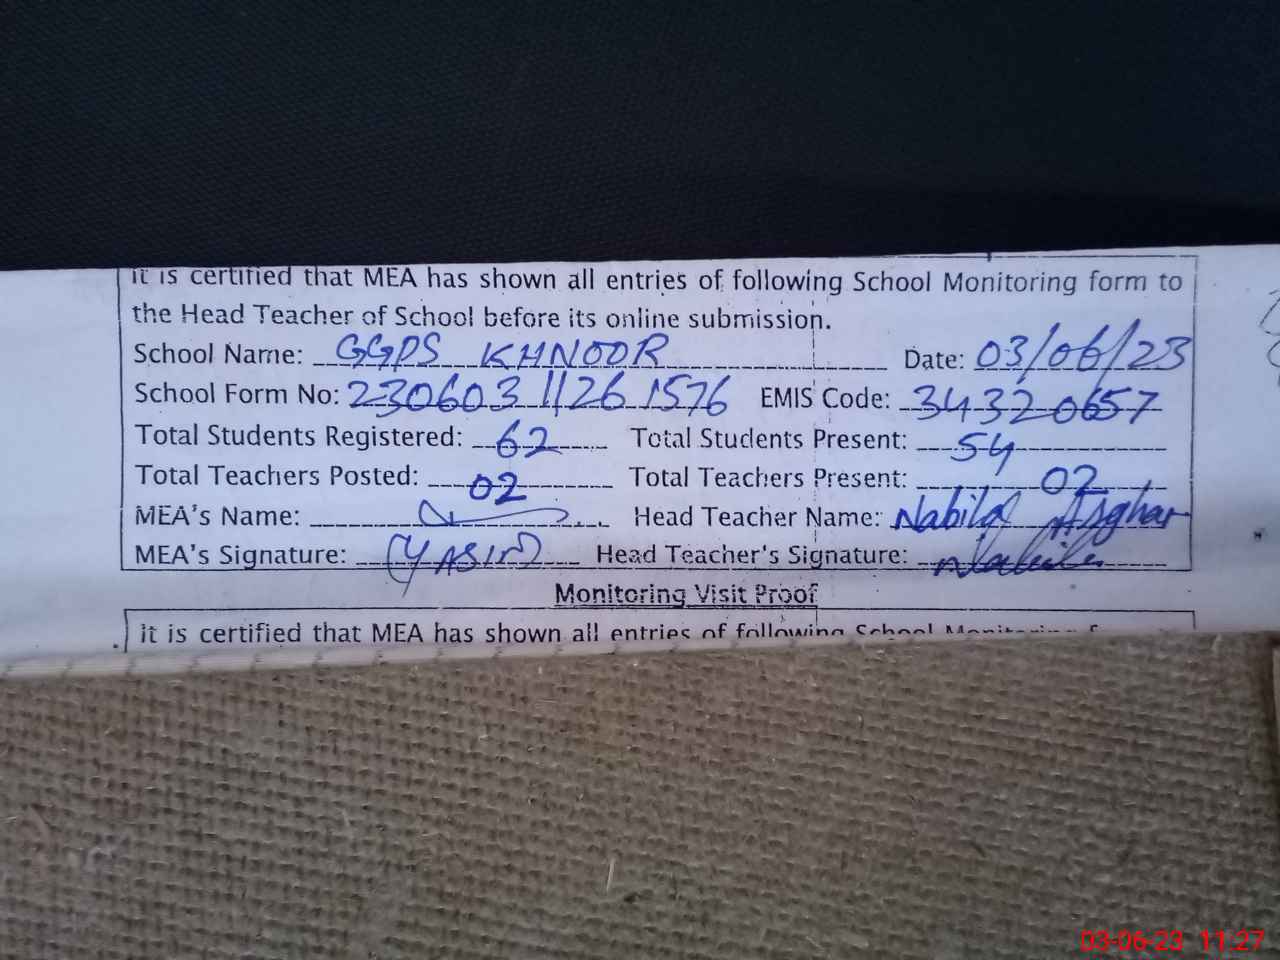 it is certified that MEA has shown all entries of following School Monitoring form to
the Head Teacher of School before its online submission.
School Name: GGPS KHNOOR Date: 03/06/23
School Form No: 230603 1126 1576 EMIS Code: 34320657
Total Students Registered: 62 Total Students Present: 54
Total Teachers Posted: 02 Total Teachers Present: 02
MEA's Name: Head Teacher Name: Nabila Asghar
MEA's Signature: (YASIN) Head Teacher's Signature: Nabila
Monitoring Visit Proof
it is certified that MEA has shown all entries of following School Monitoring f
03-06-23 11:27